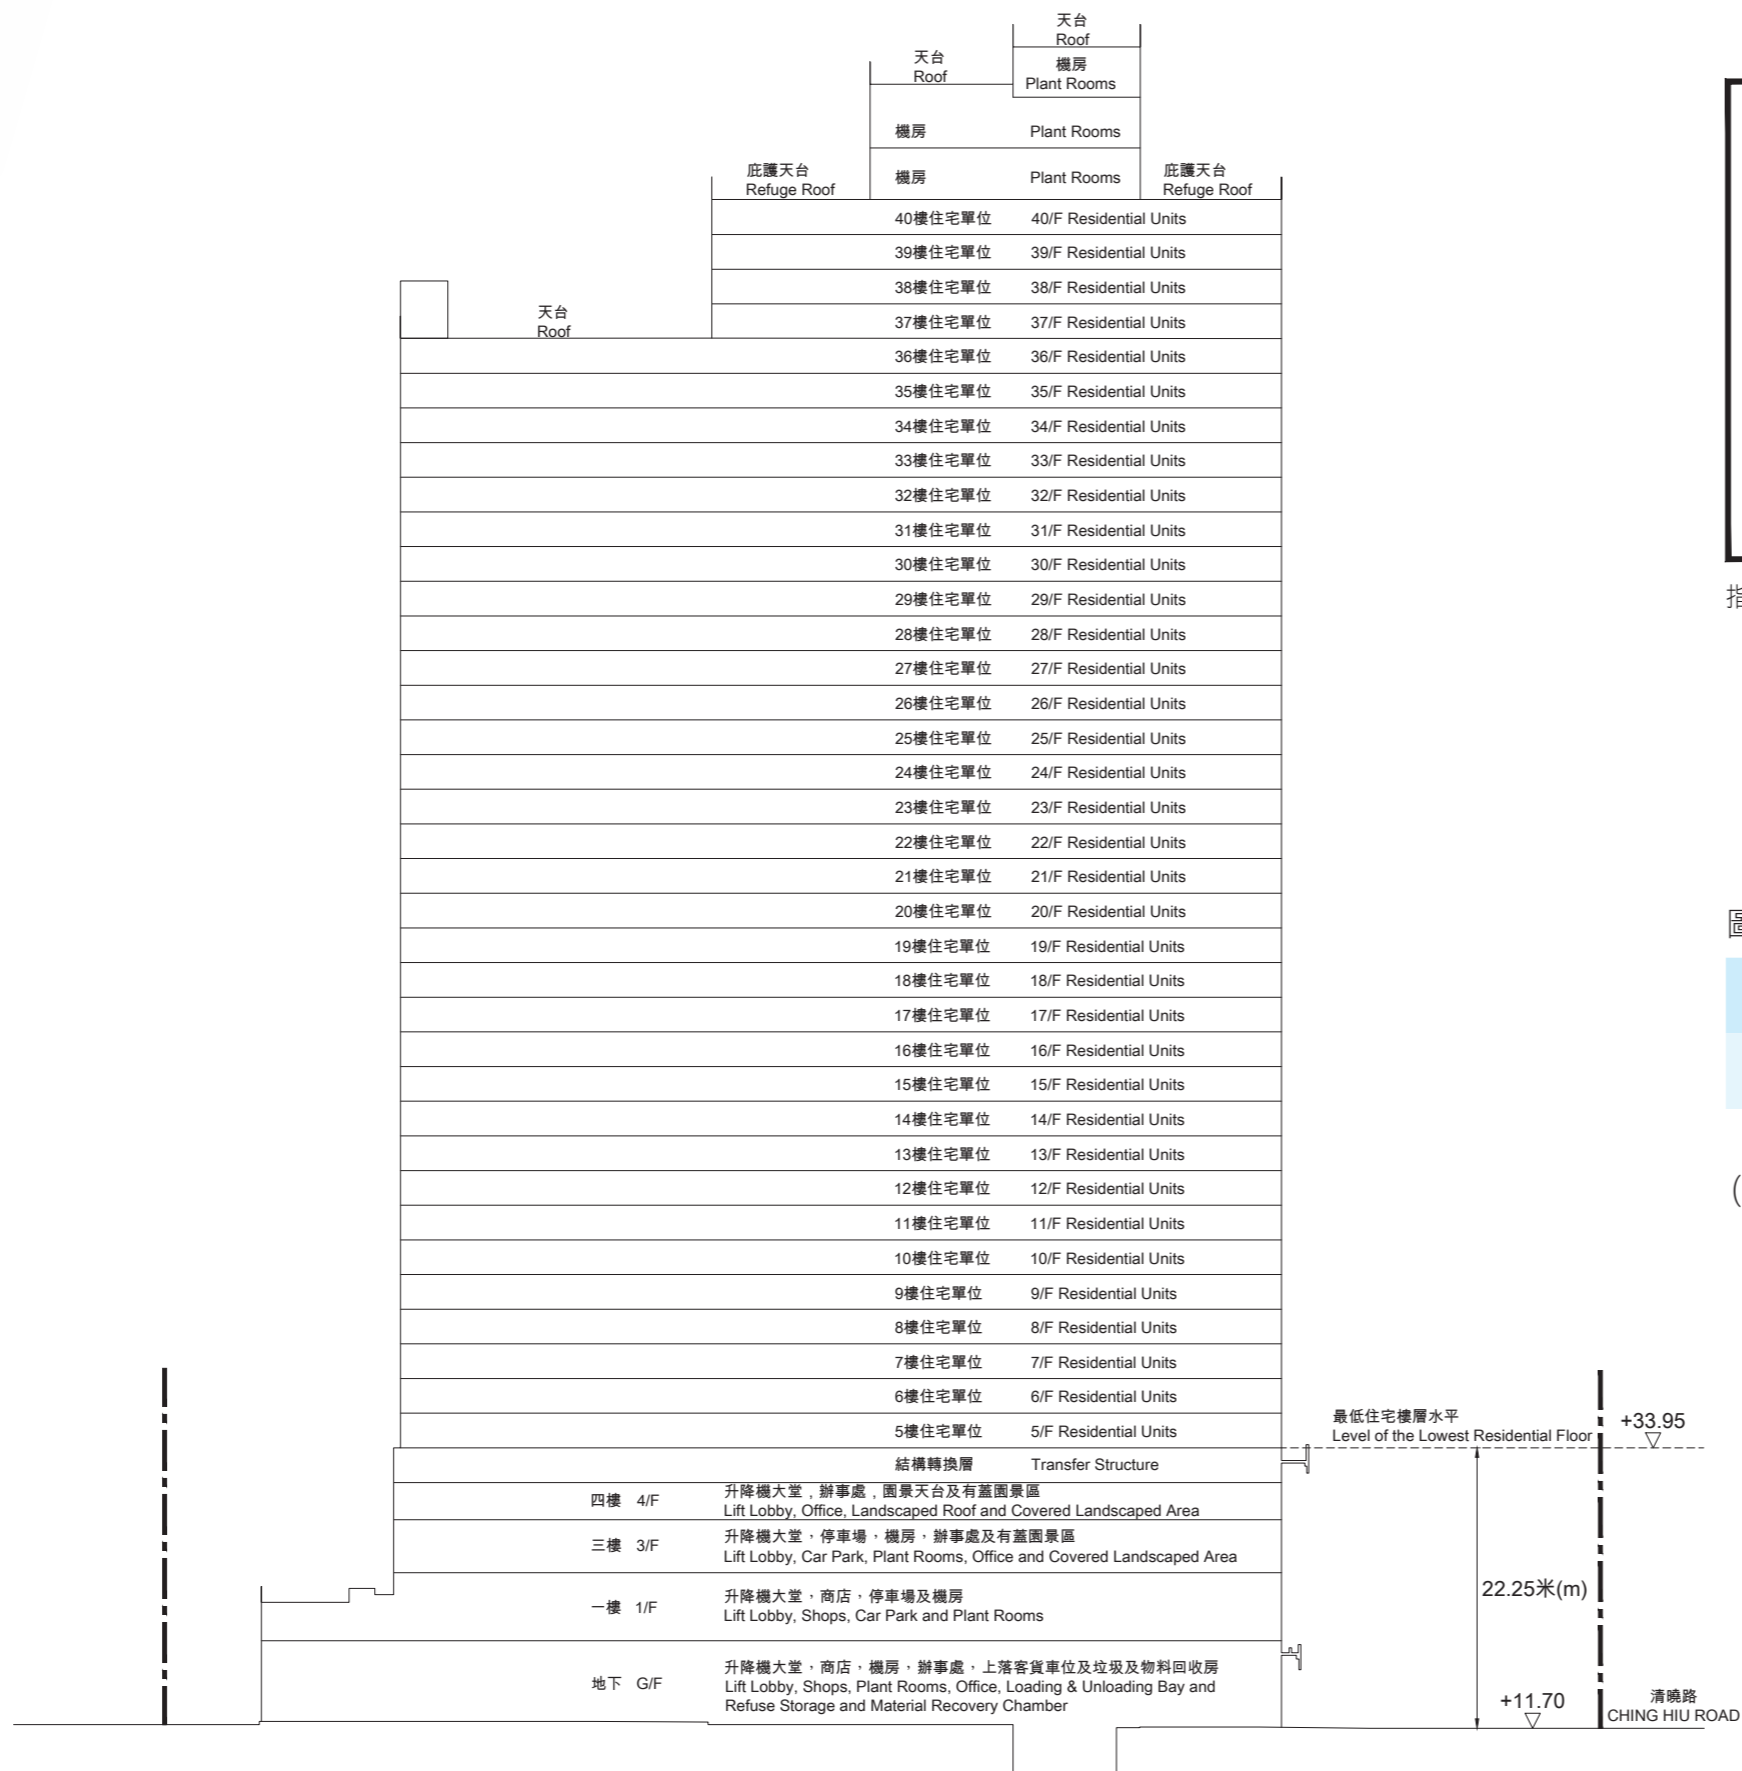 天台
Roof
天台
Roof
機房
Plant Rooms
機房 Plant Rooms
庇護天台
Refuge Roof
機房 Plant Rooms
庇護天台
Refuge Roof
40樓住宅單位 40/F Residential Units
39樓住宅單位 39/F Residential Units
38樓住宅單位 38/F Residential Units
天台
Roof
37樓住宅單位 37/F Residential Units
36樓住宅單位 36/F Residential Units
35樓住宅單位 35/F Residential Units
34樓住宅單位 34/F Residential Units
33樓住宅單位 33/F Residential Units
32樓住宅單位 32/F Residential Units
31樓住宅單位 31/F Residential Units
30樓住宅單位 30/F Residential Units
29樓住宅單位 29/F Residential Units
28樓住宅單位 28/F Residential Units
27樓住宅單位 27/F Residential Units
26樓住宅單位 26/F Residential Units
25樓住宅單位 25/F Residential Units
24樓住宅單位 24/F Residential Units
23樓住宅單位 23/F Residential Units
22樓住宅單位 22/F Residential Units
21樓住宅單位 21/F Residential Units
20樓住宅單位 20/F Residential Units
19樓住宅單位 19/F Residential Units
18樓住宅單位 18/F Residential Units
17樓住宅單位 17/F Residential Units
16樓住宅單位 16/F Residential Units
15樓住宅單位 15/F Residential Units
14樓住宅單位 14/F Residential Units
13樓住宅單位 13/F Residential Units
12樓住宅單位 12/F Residential Units
11樓住宅單位 11/F Residential Units
10樓住宅單位 10/F Residential Units
9樓住宅單位 9/F Residential Units
8樓住宅單位 8/F Residential Units
7樓住宅單位 7/F Residential Units
6樓住宅單位 6/F Residential Units
5樓住宅單位 5/F Residential Units
最低住宅樓層水平
Level of the Lowest Residential Floor
+33.95
結構轉換層 Transfer Structure
四樓 4/F
升降機大堂，辦事處，園景天台及有蓋園景區
Lift Lobby, Office, Landscaped Roof and Covered Landscaped Area
三樓 3/F
升降機大堂，停車場，機房，辦事處及有蓋園景區
Lift Lobby, Car Park, Plant Rooms, Office and Covered Landscaped Area
一樓 1/F
升降機大堂，商店，停車場及機房
Lift Lobby, Shops, Car Park and Plant Rooms
22.25米(m)
地下 G/F
升降機大堂，商店，機房，辦事處，上落客貨車位及垃圾及物料回收房
Lift Lobby, Shops, Plant Rooms, Office, Loading & Unloading Bay and
Refuse Storage and Material Recovery Chamber
+11.70
清曉路
CHING HIU ROAD
(